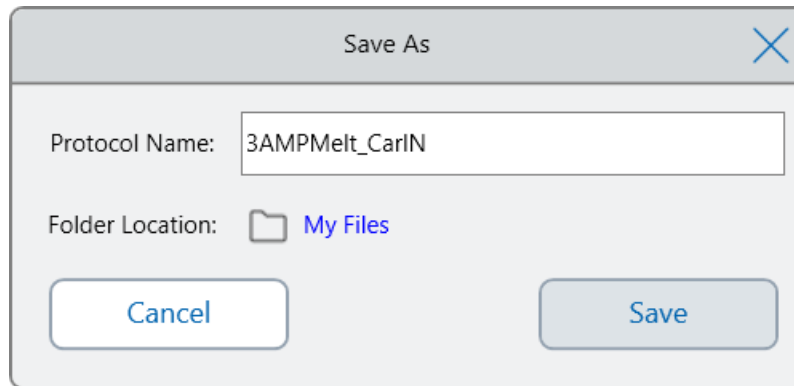 Save As
Protocol Name: 3AMPMelt_CarIN
Folder Location: My Files
Cancel Save